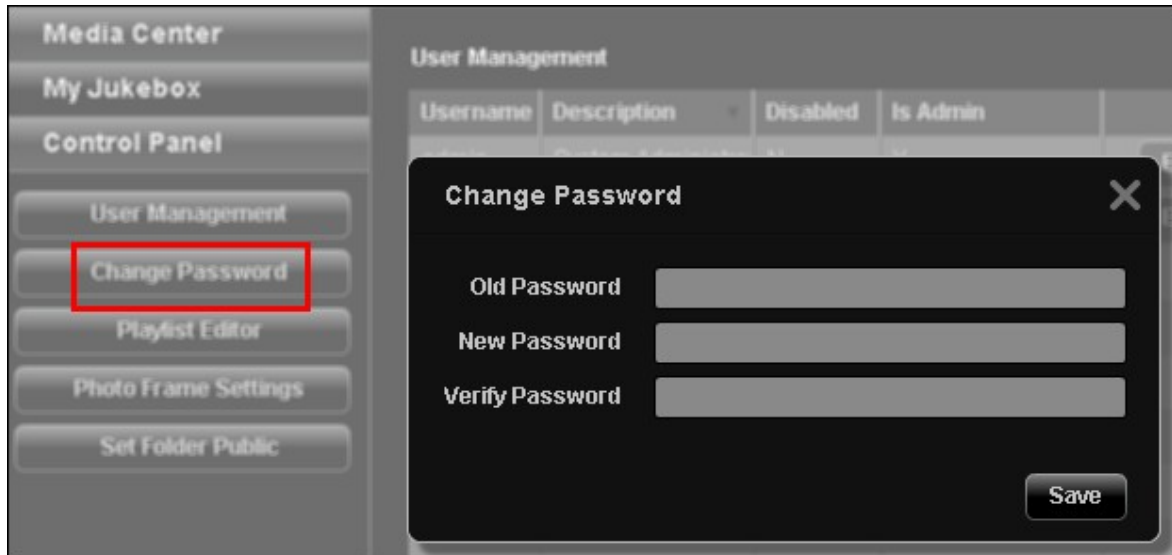 Media Center
My Jukebox
Control Panel
User Management
Change Password
Playlist Editor
Photo Frame Settings
Set Folder Public
User Management
Username Description Disabled Is Admin
Change Password
Old Password
New Password
Verify Password
Save